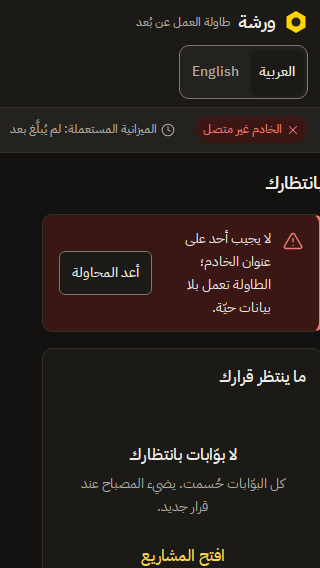 ورشة طاولة العمل عن بُعد
العربية English
الخادم غير متصل الميزانية المستعملة: لم يُبلَّغ بعد
بانتظارك
لا يجيب أحد على
عنوان الخادم؛
الطاولة تعمل بلا
بيانات حيّة.
أعد المحاولة
ما ينتظر قرارك
لا بوّابات بانتظارك
كل البوّابات حُسمت. يضيء المصباح عند
قرار جديد.
افتح المشاريع